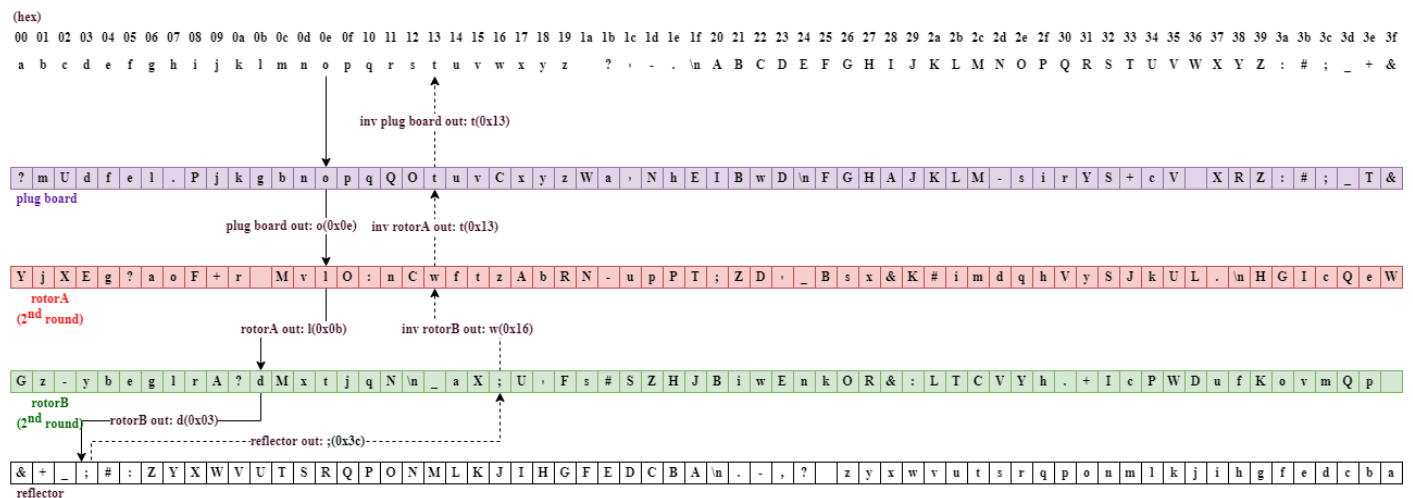 (hex)
00 01 02 03 04 05 06 07 08 09 0a 0b 0c 0d 0e 0f 10 11 12 13 14 15 16 17 18 19 1a 1b 1c 1d 1e 1f 20 21 22 23 24 25 26 27 28 29 2a 2b 2c 2d 2e 2f 30 31 32 33 34 35 36 37 38 39 3a 3b 3c 3d 3e 3f
a b c d e f g h i j k l m n o p q r s t u v w x y z ? , - . \n A B C D E F G H I J K L M N O P Q R S T U V W X Y Z : # ; _ + &
inv plug board out: t(0x13)
? m U d f e l . P j k g b n o p q Q O t u v C x y z W a , N h E I B w D \n F G H A J K L M - s i r Y S + c V X R Z : # ; _ T &
plug board
plug board out: o(0x0e) inv rotorA out: t(0x13)
Y j X E g ? a o F + r M v l O : n C w f t z A b R N - u p P T ; Z D , _ B s x & K # i m d q h V y S J k U L . \n H G I c Q e W
rotorA
(2nd round)
rotorA out: l(0x0b) inv rotorB out: w(0x16)
G z - y b e g l r A ? d M x t j q N \n _ a X ; U , F s # S Z H J B i w E n k O R & : L T C V Y h . + I c P W D u f K o v m Q p
rotorB
(2nd round)
rotorB out: d(0x03)
reflector out: ;(0x3c)
& + _ ; # : Z Y X W V U T S R Q P O N M L K J I H G F E D C B A \n . - , ? z y x w v u t s r q p o n m l k j i h g f e d c b a
reflector